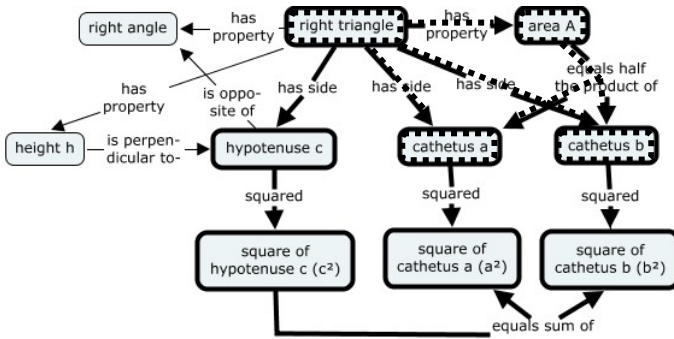 right angle
has
property
right triangle
has
property
area A
has
property
is oppo-
site of
has side
has side
has side
equals half
the product of
height h
is perpen-
dicular to-
hypotenuse c
cathetus a
cathetus b
squared
squared
squared
square of
hypotenuse c (c²)
square of
cathetus a (a²)
square of
cathetus b (b²)
equals sum of